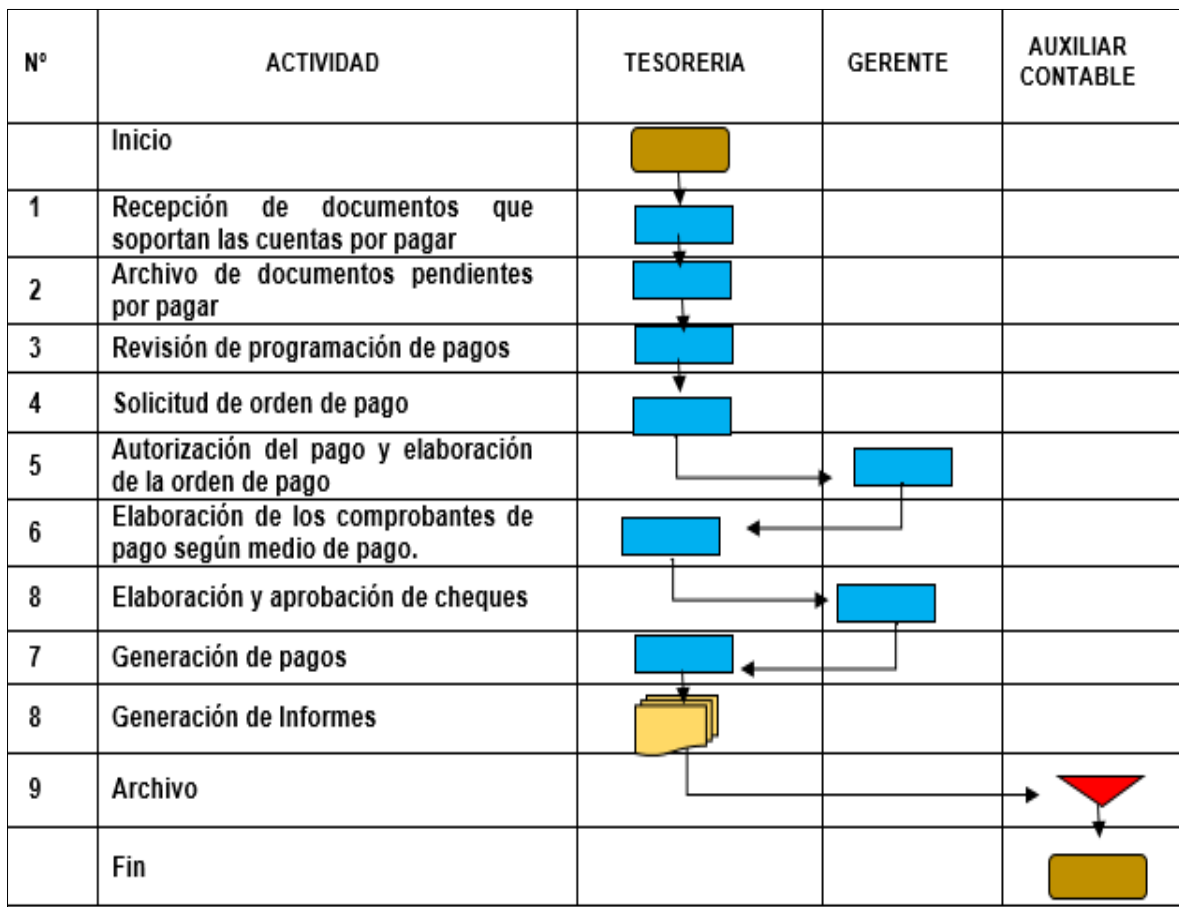 Nº ACTIVIDAD TESORERIA GERENTE AUXILIAR
CONTABLE
Inicio
1 Recepción de documentos que
soportan las cuentas por pagar
2 Archivo de documentos pendientes
por pagar
3 Revisión de programación de pagos
4 Solicitud de orden de pago
5 Autorización del pago y elaboración
de la orden de pago
6 Elaboración de los comprobantes de
pago según medio de pago.
8 Elaboración y aprobación de cheques
7 Generación de pagos
8 Generación de Informes
9 Archivo
Fin